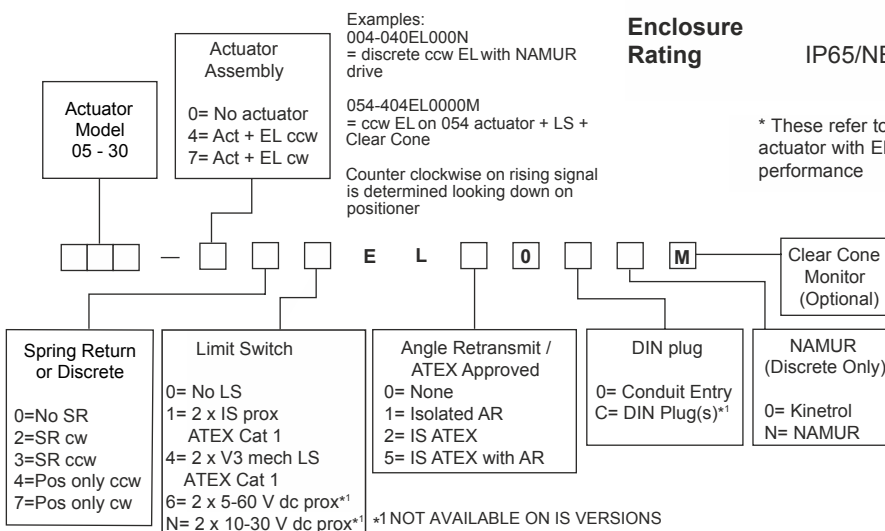 Examples:
004-040EL000N
= discrete ccw EL with NAMUR
drive
054-404EL0000M
= ccw EL on 054 actuator + LS +
Clear Cone
Counter clockwise on rising signal
is determined looking down on
positioner
Enclosure
Rating
IP65/NE
* These refer to
actuator with EL
performance
Actuator
Model
05 - 30
Actuator
Assembly
0= No actuator
4= Act + EL ccw
7= Act + EL cw
— E L 0 M
Clear Cone
Monitor
(Optional)
Spring Return
or Discrete
0=No SR
2=SR cw
3=SR ccw
4=Pos only ccw
7=Pos only cw
Limit Switch
0= No LS
1= 2 x IS prox
ATEX Cat 1
4= 2 x V3 mech LS
ATEX Cat 1
6= 2 x 5-60 V dc prox*1
N= 2 x 10-30 V dc prox*1
Angle Retransmit /
ATEX Approved
0= None
1= Isolated AR
2= IS ATEX
5= IS ATEX with AR
DIN plug
0= Conduit Entry
C= DIN Plug(s)*1
NAMUR
(Discrete Only)
0= Kinetrol
N= NAMUR
*1 NOT AVAILABLE ON IS VERSIONS